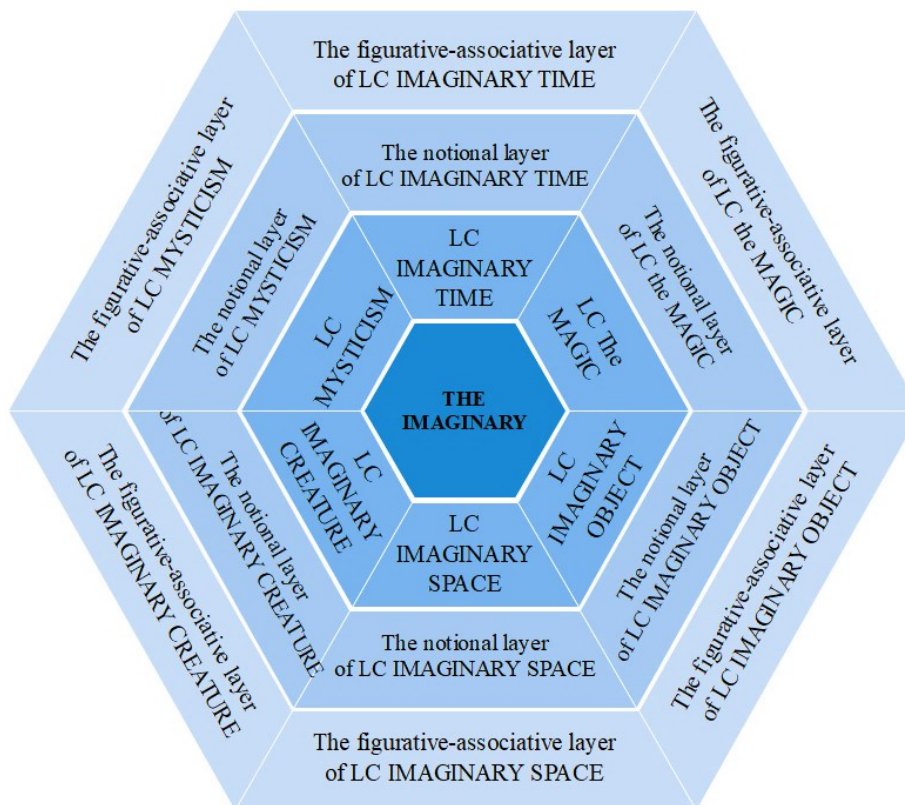 The figurative-associative layer
of LC IMAGINARY TIME
The notional layer
of LC IMAGINARY TIME
LC
IMAGINARY
TIME
The figurative-associative layer
of LC MYSTICISM
The notional layer
of LC MYSTICISM
LC
MYSTICISM
LC The
MAGIC
The notional layer
of LC the MAGIC
The figurative-associative layer
of LC the MAGIC
THE
IMAGINARY
The figurative-associative layer
of LC IMAGINARY CREATURE
The notional layer
of LC IMAGINARY CREATURE
LC
IMAGINARY
CREATURE
LC
IMAGINARY
OBJECT
The notional layer
of LC IMAGINARY OBJECT
The figurative-associative layer
of LC IMAGINARY OBJECT
LC
IMAGINARY
SPACE
The notional layer
of LC IMAGINARY SPACE
The figurative-associative layer
of LC IMAGINARY SPACE